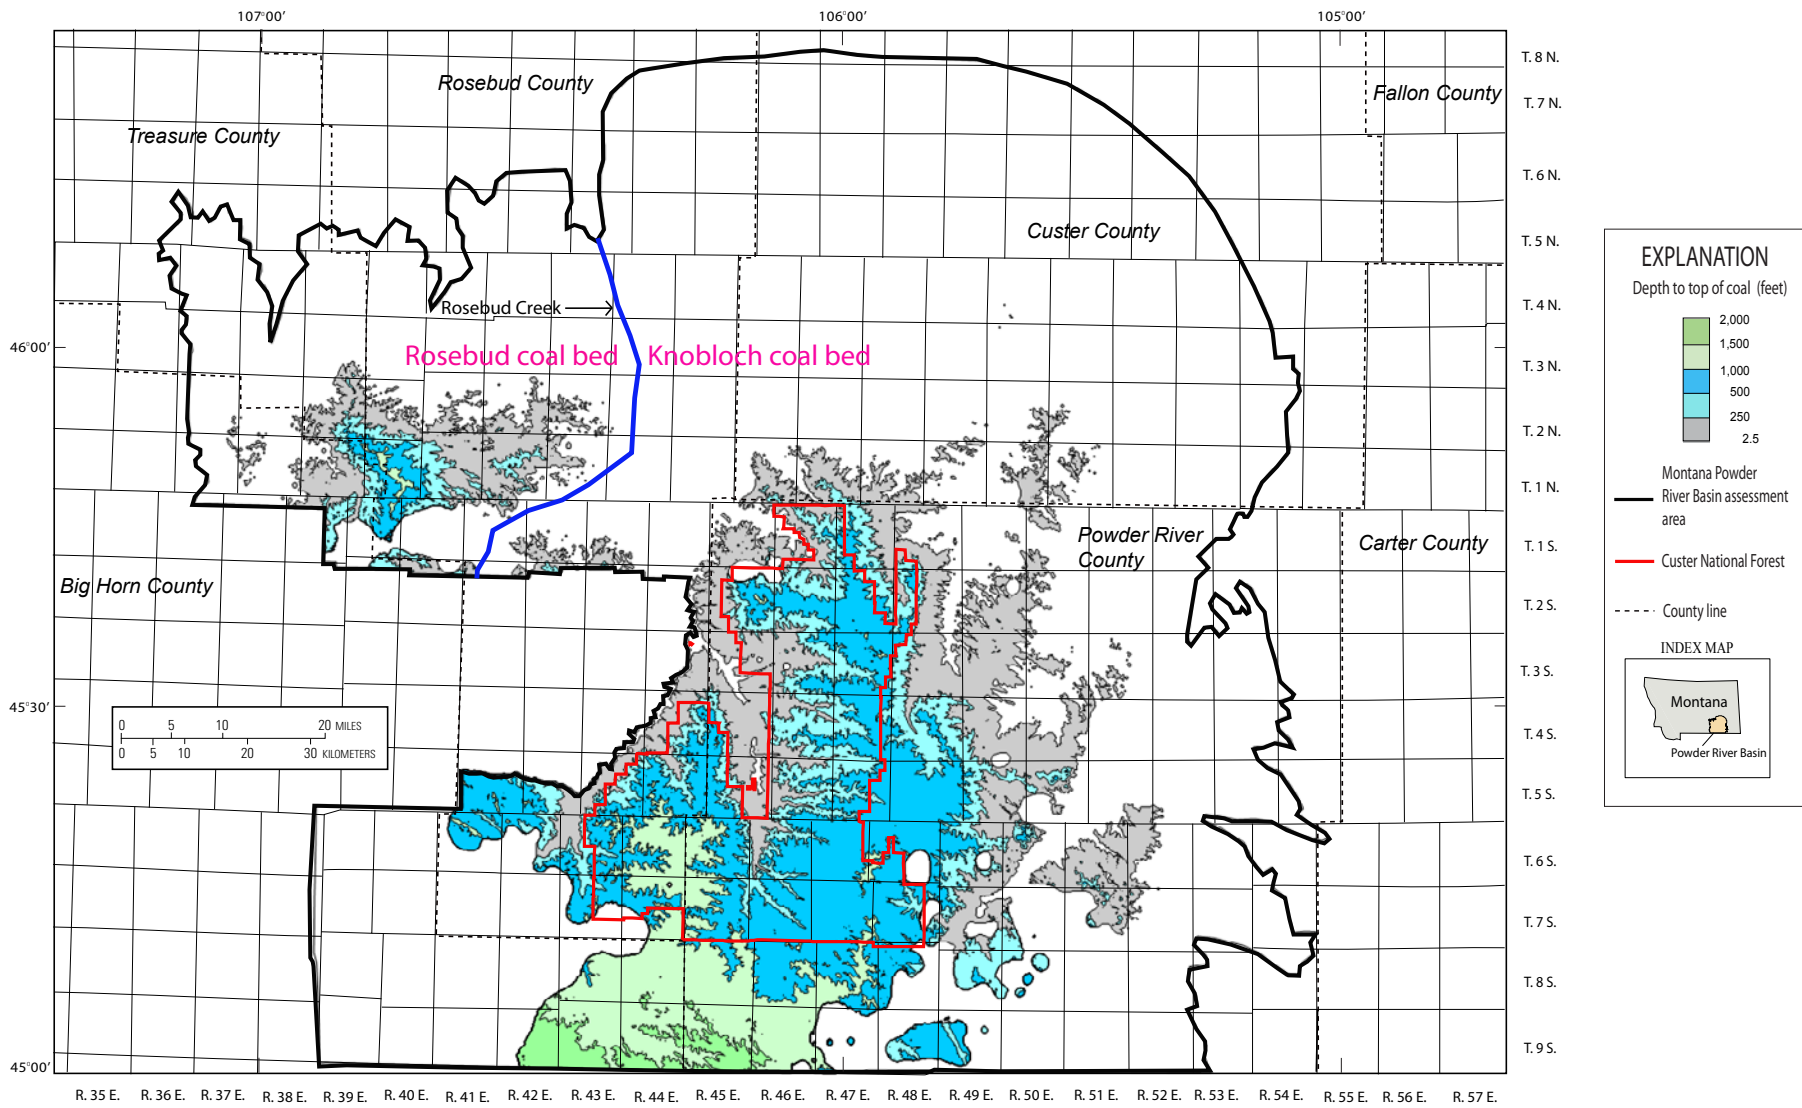 107°00'
106°00'
105°00'
Rosebud County
Fallon County
Treasure County
Custer County
Rosebud Creek
46°00'
Rosebud coal bed
Knobloch coal bed
Powder River
County
Carter County
Big Horn County
45°30'
0 5 10 20 MILES
0 5 10 20 30 KILOMETERS
45°00'
T. 8 N.
T. 7 N.
T. 6 N.
T. 5 N.
T. 4 N.
T. 3 N.
T. 2 N.
T. 1 N.
T. 1 S.
T. 2 S.
T. 3 S.
T. 4 S.
T. 5 S.
T. 6 S.
T. 7 S.
T. 8 S.
T. 9 S.
R. 35 E. R. 36 E. R. 37 E. R. 38 E. R. 39 E. R. 40 E. R. 41 E. R. 42 E. R. 43 E. R. 44 E. R. 45 E. R. 46 E. R. 47 E. R. 48 E. R. 49 E. R. 50 E. R. 51 E. R. 52 E. R. 53 E. R. 54 E. R. 55 E. R. 56 E. R. 57 E.
EXPLANATION
Depth to top of coal (feet)
2,000
1,500
1,000
500
250
2.5
Montana Powder
River Basin assessment
area
Custer National Forest
County line
INDEX MAP
Montana
Powder River Basin